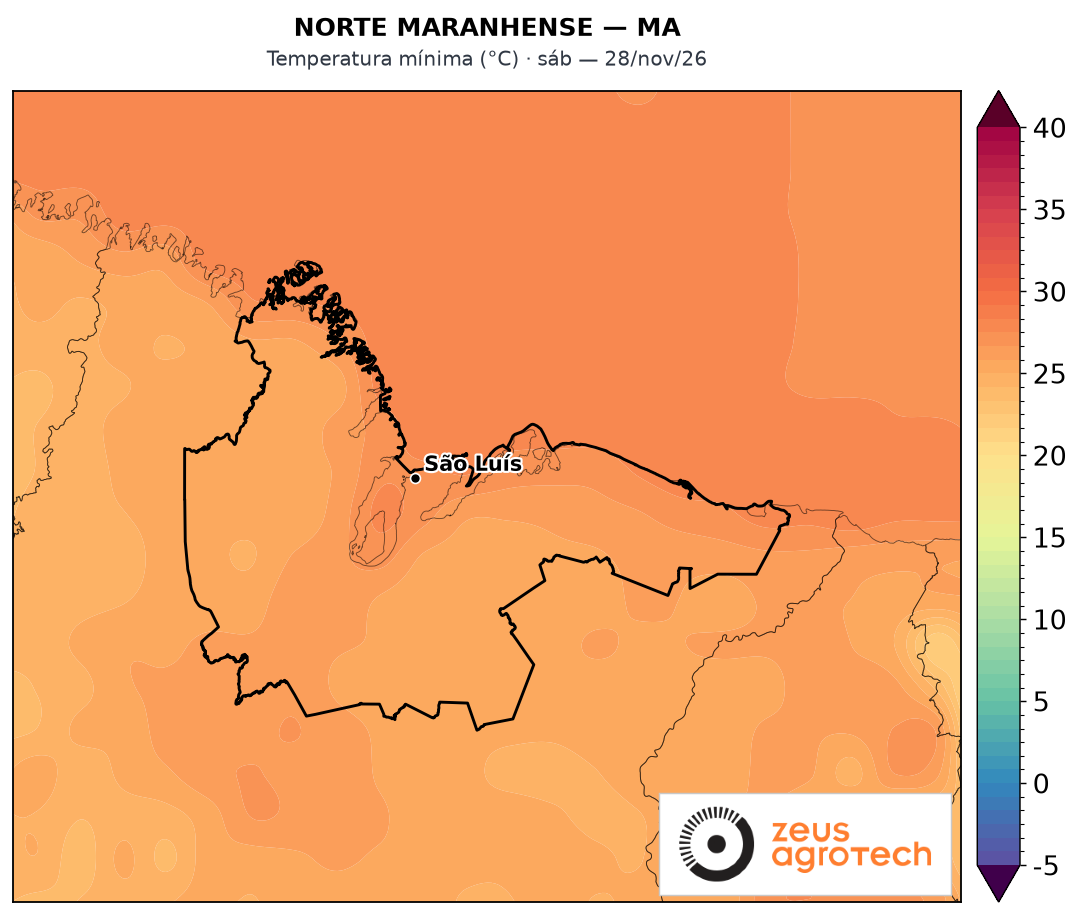 NORTE MARANHENSE — MA
Temperatura mínima (°C) · sáb — 28/nov/26
São Luís
40
35
30
25
20
15
10
5
0
-5
zeus
agrotech